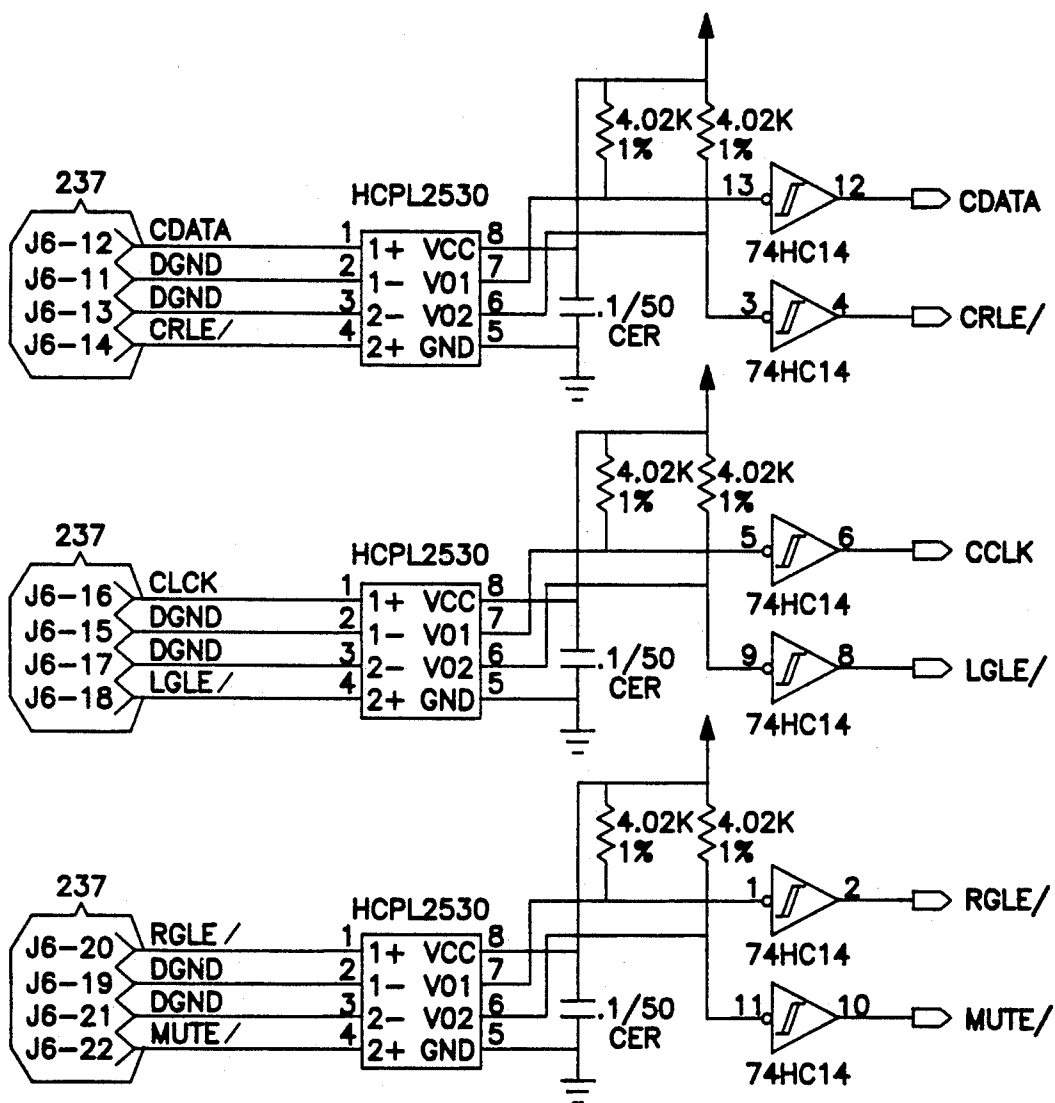 4.02K 4.02K
1% 1%
237
HCPL2530
13 12
CDATA
74HC14
J6-12 CDATA 1 1+ VCC 8
J6-11 DGND 2 1- VO1 7
J6-13 DGND 3 2- VO2 6
J6-14 CRLE/ 4 2+ GND 5
.1/50
CER
3 4
CRLE/
74HC14
4.02K 4.02K
1% 1%
237
HCPL2530
5 6
CCLK
74HC14
J6-16 CLCK 1 1+ VCC 8
J6-15 DGND 2 1- VO1 7
J6-17 DGND 3 2- VO2 6
J6-18 LGLE/ 4 2+ GND 5
.1/50
CER
9 8
LGLE/
74HC14
4.02K 4.02K
1% 1%
237
HCPL2530
1 2
RGLE/
74HC14
J6-20 RGLE/ 1 1+ VCC 8
J6-19 DGND 2 1- VO1 7
J6-21 DGND 3 2- VO2 6
J6-22 MUTE/ 4 2+ GND 5
.1/50
CER
11 10
MUTE/
74HC14